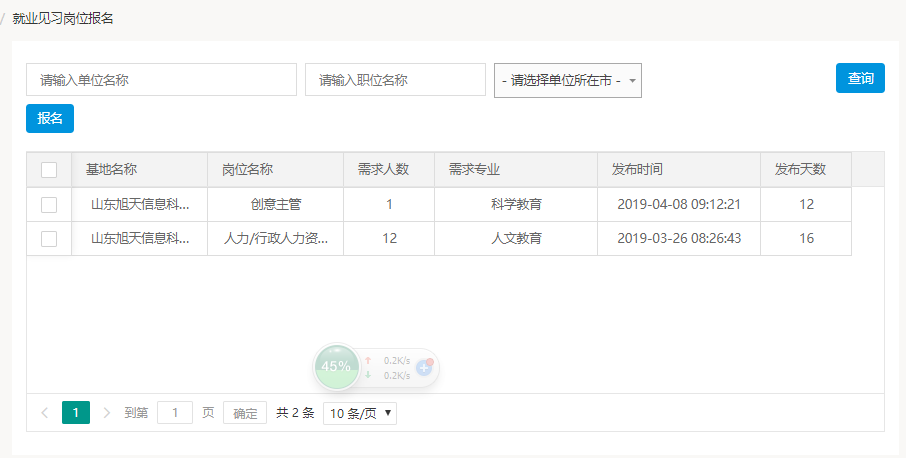 / 就业见习岗位报名
请输入单位名称 请输入职位名称 - 请选择单位所在市 - 查询
报名
基地名称 岗位名称 需求人数 需求专业 发布时间 发布天数
山东旭天信息科... 创意主管 1 科学教育 2019-04-08 09:12:21 12
山东旭天信息科... 人力/行政人力资... 12 人文教育 2019-03-26 08:26:43 16
45% ↑ 0.2K/s
↓ 0.2K/s
1 到第 1 页 确定 共 2 条 10 条/页